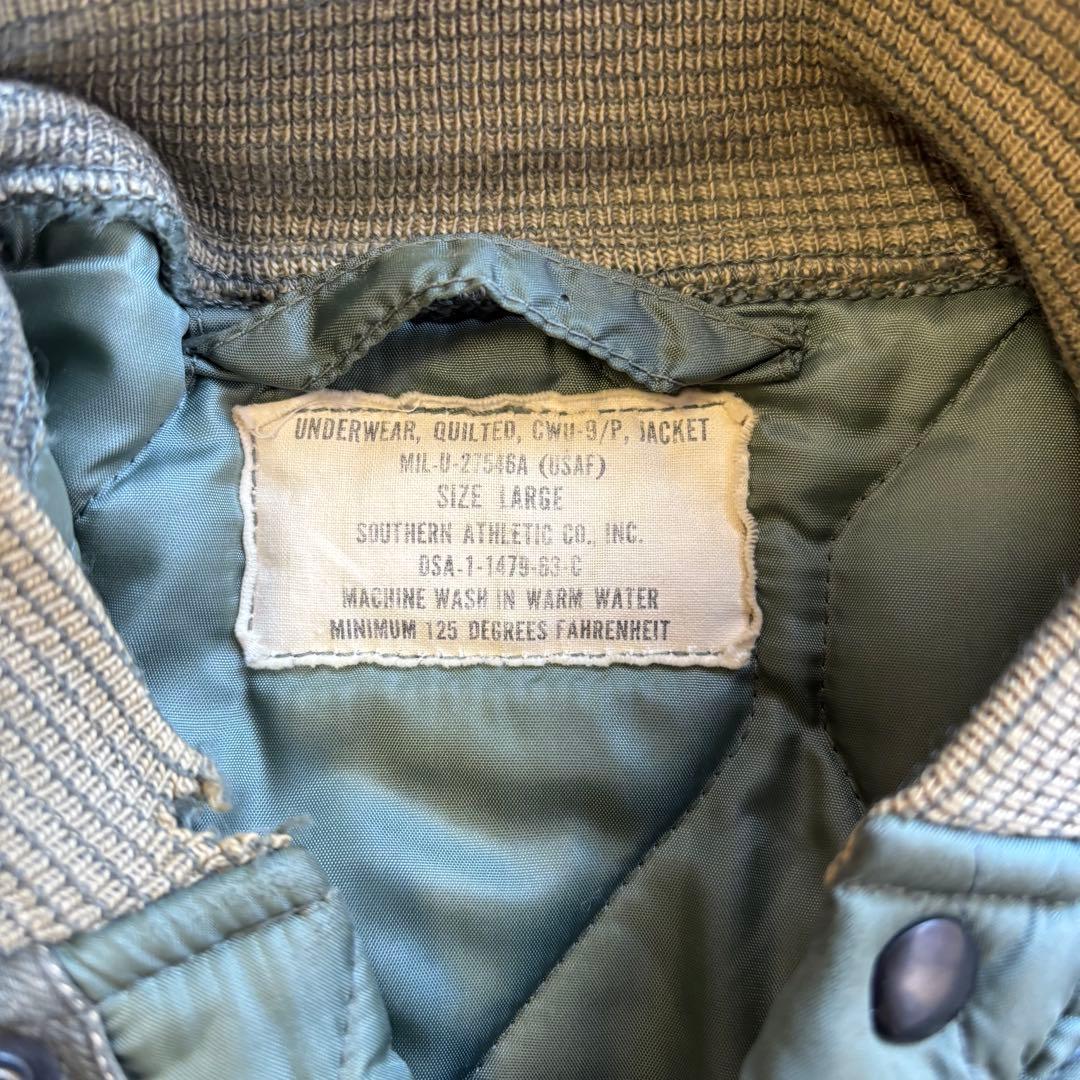 UNDERWEAR, QUILTED, CWU-9/P, JACKET
MIL-U-27546A (USAF)
SIZE LARGE
SOUTHERN ATHLETIC CO., INC.
DSA-1-1479-63-C
MACHINE WASH IN WARM WATER
MINIMUM 125 DEGREES FAHRENHEIT